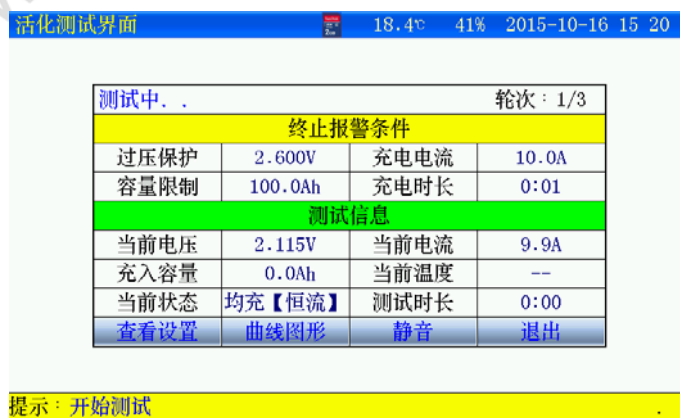 活化测试界面 18.4℃ 41% 2015-10-16 15 20
测试中. . 轮次：1/3
终止报警条件
过压保护 2.600V 充电电流 10.0A
容量限制 100.0Ah 充电时长 0:01
测试信息
当前电压 2.115V 当前电流 9.9A
充入容量 0.0Ah 当前温度 --
当前状态 均充【恒流】 测试时长 0:00
查看设置 曲线图形 静音 退出
提示：开始测试 .